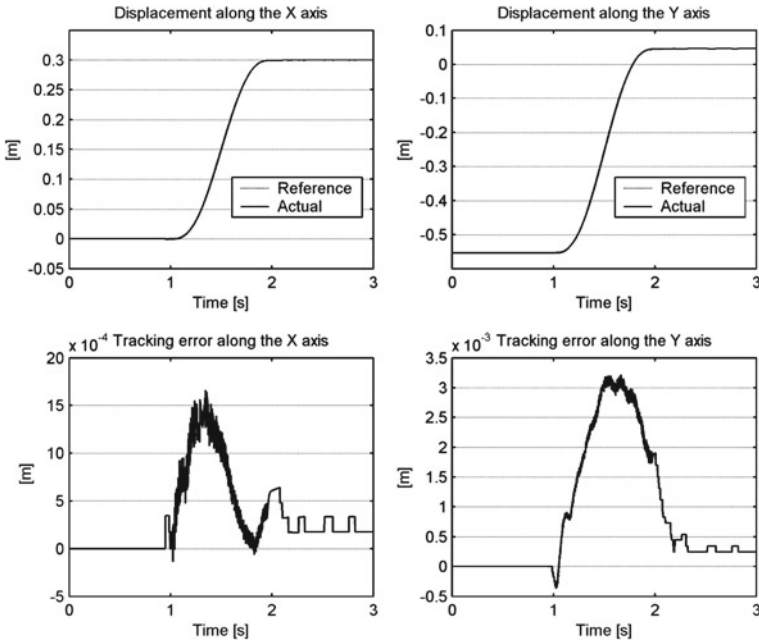 Displacement along the X axis
0.3
0.25
0.2
0.15
0.1
0.05
0
-0.05
[m]
Reference
Actual
0 1 2 3
Time [s]
Displacement along the Y axis
0
-0.1
-0.2
-0.3
-0.4
-0.5
[m]
Reference
Actual
0 1 2 3
Time [s]
x 10⁻⁴ Tracking error along the X axis
20
15
10
5
0
-5
[m]
0 1 2 3
Time [s]
x 10⁻³ Tracking error along the Y axis
3.5
3
2.5
2
1.5
1
0.5
0
-0.5
[m]
0 1 2 3
Time [s]